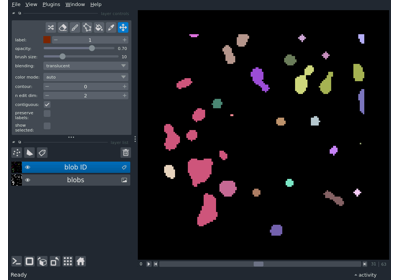 File View Plugins Window Help
label: 1
opacity: 0.70
brush size: 10
blending: translucent
color mode: auto
contour: 0
n edit dim: 2
contiguous:
preserve labels:
show selected:
blob ID
blobs
Ready
activity